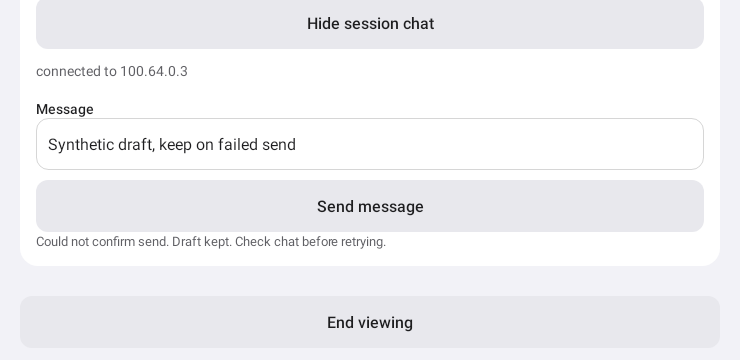 Hide session chat
connected to 100.64.0.3
Message
Synthetic draft, keep on failed send
Send message
Could not confirm send. Draft kept. Check chat before retrying.
End viewing